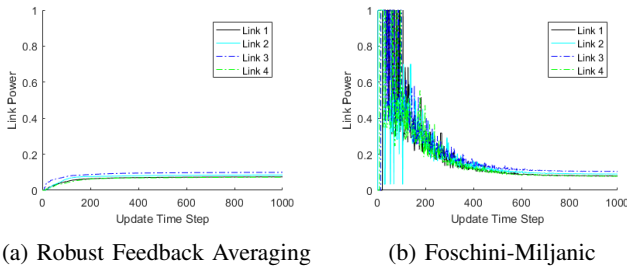 1
0.8
0.6
0.4
0.2
0
Link Power
0 200 400 600 800 1000
Update Time Step
Link 1
Link 2
Link 3
Link 4
(a) Robust Feedback Averaging
1
0.8
0.6
0.4
0.2
0
Link Power
0 200 400 600 800 1000
Update Time Step
Link 1
Link 2
Link 3
Link 4
(b) Foschini-Miljanic